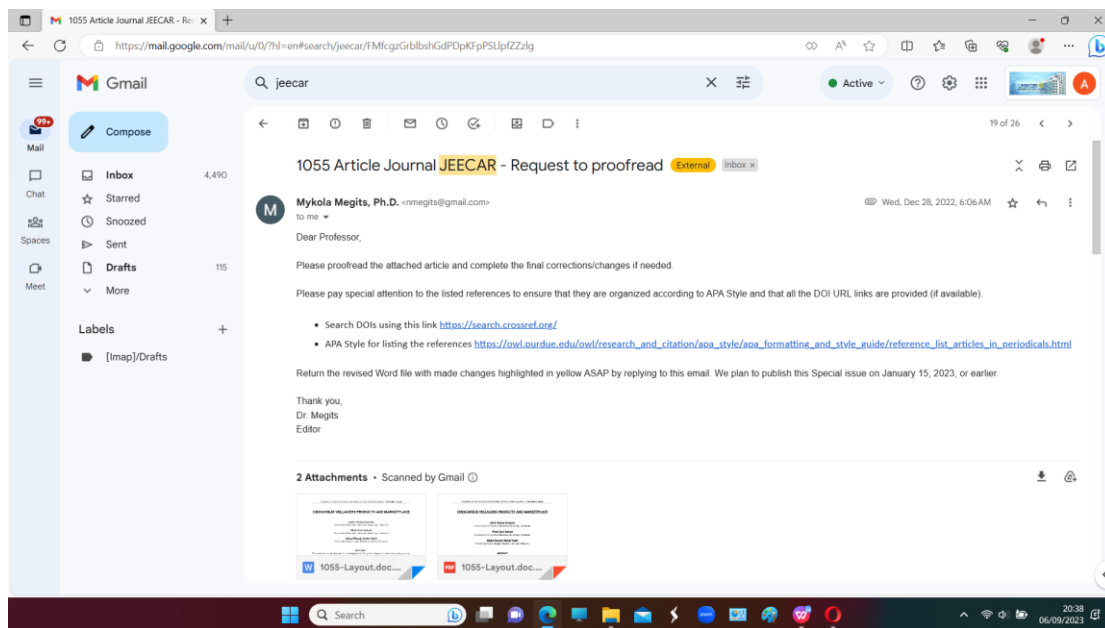 1055 Article Journal JEECAR - Re
https://mail.google.com/mail/u/0/?hl=en#search/jeecar/FMfcgzGrblbshGdPDpKFpPSLlpfZZzlg
Gmail
jeecar
Active
99+
Mail
Chat
Spaces
Meet
Compose
Inbox 4,490
Starred
Snoozed
Sent
Drafts 115
More
Labels
[Imap]/Drafts
19 of 26
1055 Article Journal JEECAR - Request to proofread External Inbox ×
M
Mykola Megits, Ph.D. <nmegits@gmail.com> Wed, Dec 28, 2022, 6:06 AM
to me
Dear Professor,
Please proofread the attached article and complete the final corrections/changes if needed.
Please pay special attention to the listed references to ensure that they are organized according to APA Style and that all the DOI URL links are provided (if available).
• Search DOIs using this link https://search.crossref.org/
• APA Style for listing the references https://owl.purdue.edu/owl/research_and_citation/apa_style/apa_formatting_and_style_guide/reference_list_articles_in_periodicals.html
Return the revised Word file with made changes highlighted in yellow ASAP by replying to this email. We plan to publish this Special issue on January 15, 2023, or earlier.
Thank you,
Dr. Megits
Editor
2 Attachments • Scanned by Gmail
W 1055-Layout.doc...
PDF 1055-Layout.doc...
A
Search
20:38
06/09/2023